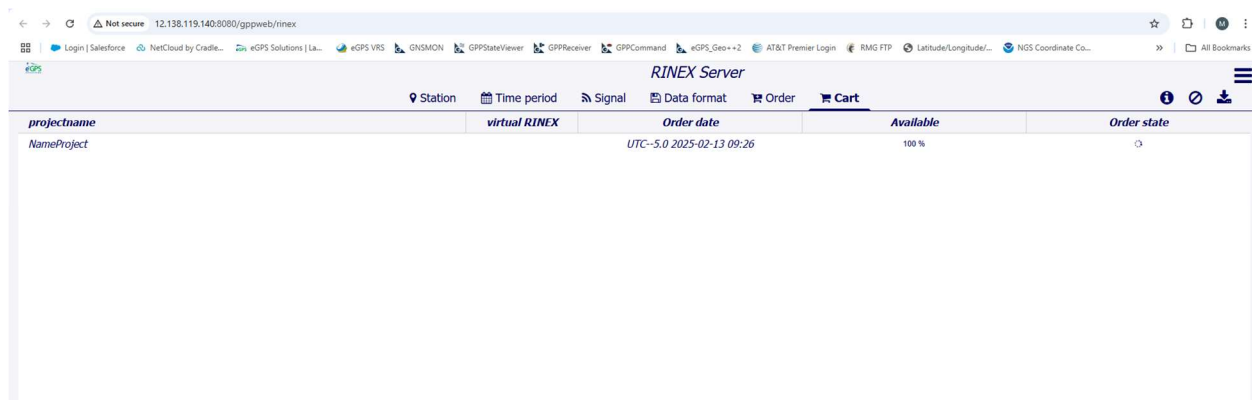 Not secure 12.138.119.140:8080/gppweb/rinex M
Login | Salesforce NetCloud by Cradle... eGPS Solutions | La... eGPS VRS GNSMON GPPStateViewer GPPReceiver GPPCommand eGPS_Geo++2 AT&T Premier Login RMG FTP Latitude/Longitude/... NGS Coordinate Co... » All Bookmarks
eGPS RINEX Server
Station Time period Signal Data format Order Cart
projectname virtual RINEX Order date Available Order state
NameProject UTC--5.0 2025-02-13 09:26 100 %